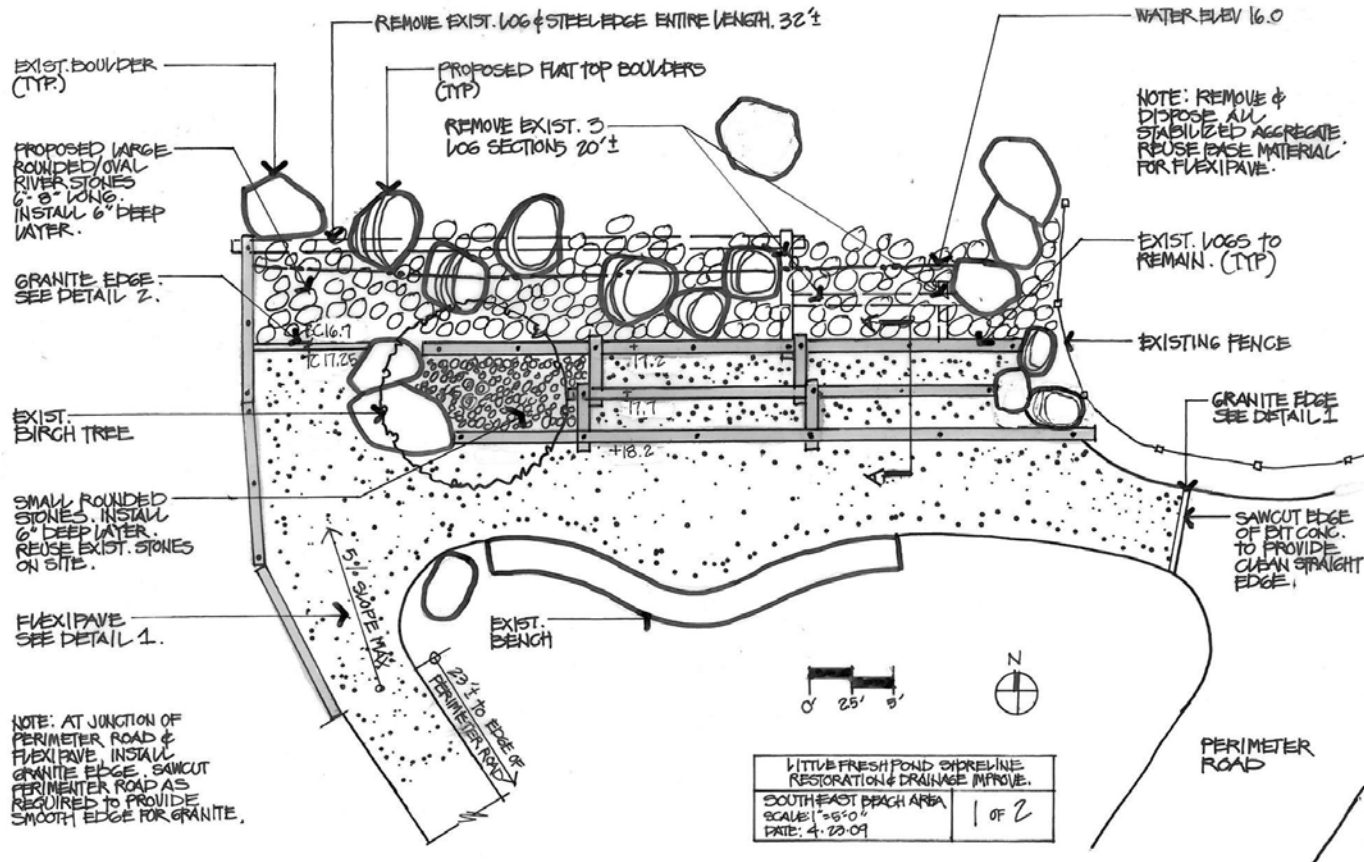 REMOVE EXIST. LOG & STEEL EDGE ENTIRE LENGTH. 32'±
WATER ELEV 16.0
EXIST. BOULDER
(TYP.)
PROPOSED FLAT TOP BOULDERS
(TYP)
REMOVE EXIST. 3
LOG SECTIONS 20'±
NOTE: REMOVE &
DISPOSE ALL
STABILIZED AGGREGATE.
REUSE BASE MATERIAL
FOR FLEXIPAVE.
PROPOSED LARGE
ROUNDED/OVAL
RIVER STONES
6"-8" LONG.
INSTALL 6" DEEP
LAYER.
EXIST. LOGS TO
REMAIN. (TYP)
GRANITE EDGE.
SEE DETAIL 2.
TC 16.7
TC 17.25
+
17.2
+
17.7
+18.2
EXISTING FENCE
GRANITE EDGE
SEE DETAIL 1
EXIST.
BIRCH TREE
SMALL ROUNDED
STONES. INSTALL
6" DEEP LAYER.
REUSE EXIST. STONES
ON SITE.
SAWCUT EDGE
OF BIT CONC.
TO PROVIDE
CLEAN STRAIGHT
EDGE.
5% SLOPE MAX
FLEXIPAVE
SEE DETAIL 1.
EXIST.
BENCH
23'± TO EDGE OF
PERIMETER ROAD
0' 25' 5'
N
NOTE: AT JUNCTION OF
PERIMETER ROAD &
FLEXIPAVE, INSTALL
GRANITE EDGE. SAWCUT
PERIMENTER ROAD AS
REQUIRED TO PROVIDE
SMOOTH EDGE FOR GRANITE.
PERIMETER
ROAD
LITTLE FRESH POND SHORELINE
RESTORATION & DRAINAGE IMPROVE.
SOUTHEAST BEACH AREA
SCALE: 1"=5'0"
DATE: 4.23.09
1 OF 2